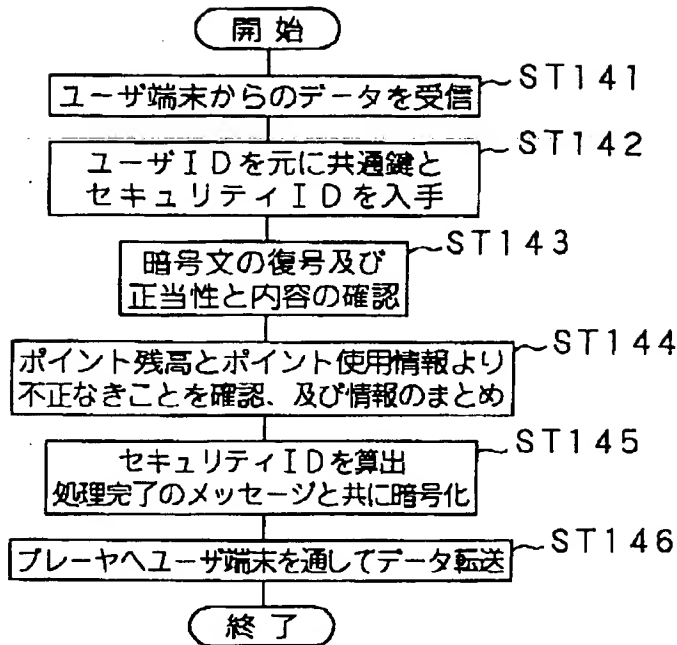 開始
ユーザ端末からのデータを受信
ST141
ユーザIDを元に共通鍵と
セキュリティIDを入手
ST142
暗号文の復号及び
正当性と内容の確認
ST143
ポイント残高とポイント使用情報より
不正なきことを確認、及び情報のまとめ
ST144
セキュリティIDを算出
処理完了のメッセージと共に暗号化
ST145
プレーヤへユーザ端末を通してデータ転送
ST146
終了